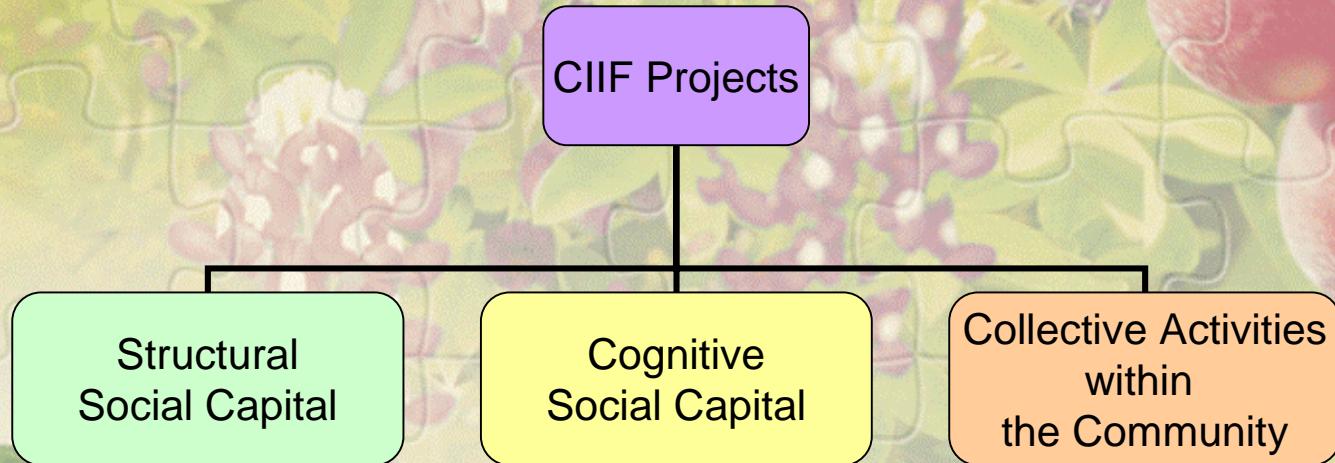 CIIF Projects
Structural
Social Capital
Cognitive
Social Capital
Collective Activities
within
the Community